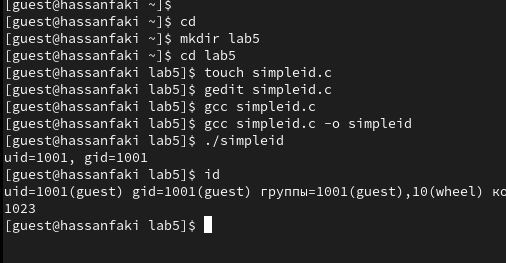 [guest@hassanfaki ~]$
[guest@hassanfaki ~]$ cd
[guest@hassanfaki ~]$ mkdir lab5
[guest@hassanfaki ~]$ cd lab5
[guest@hassanfaki lab5]$ touch simpleid.c
[guest@hassanfaki lab5]$ gedit simpleid.c
[guest@hassanfaki lab5]$ gcc simpleid.c
[guest@hassanfaki lab5]$ gcc simpleid.c -o simpleid
[guest@hassanfaki lab5]$ ./simpleid
uid=1001, gid=1001
[guest@hassanfaki lab5]$ id
uid=1001(guest) gid=1001(guest) группы=1001(guest),10(wheel) ко
1023
[guest@hassanfaki lab5]$